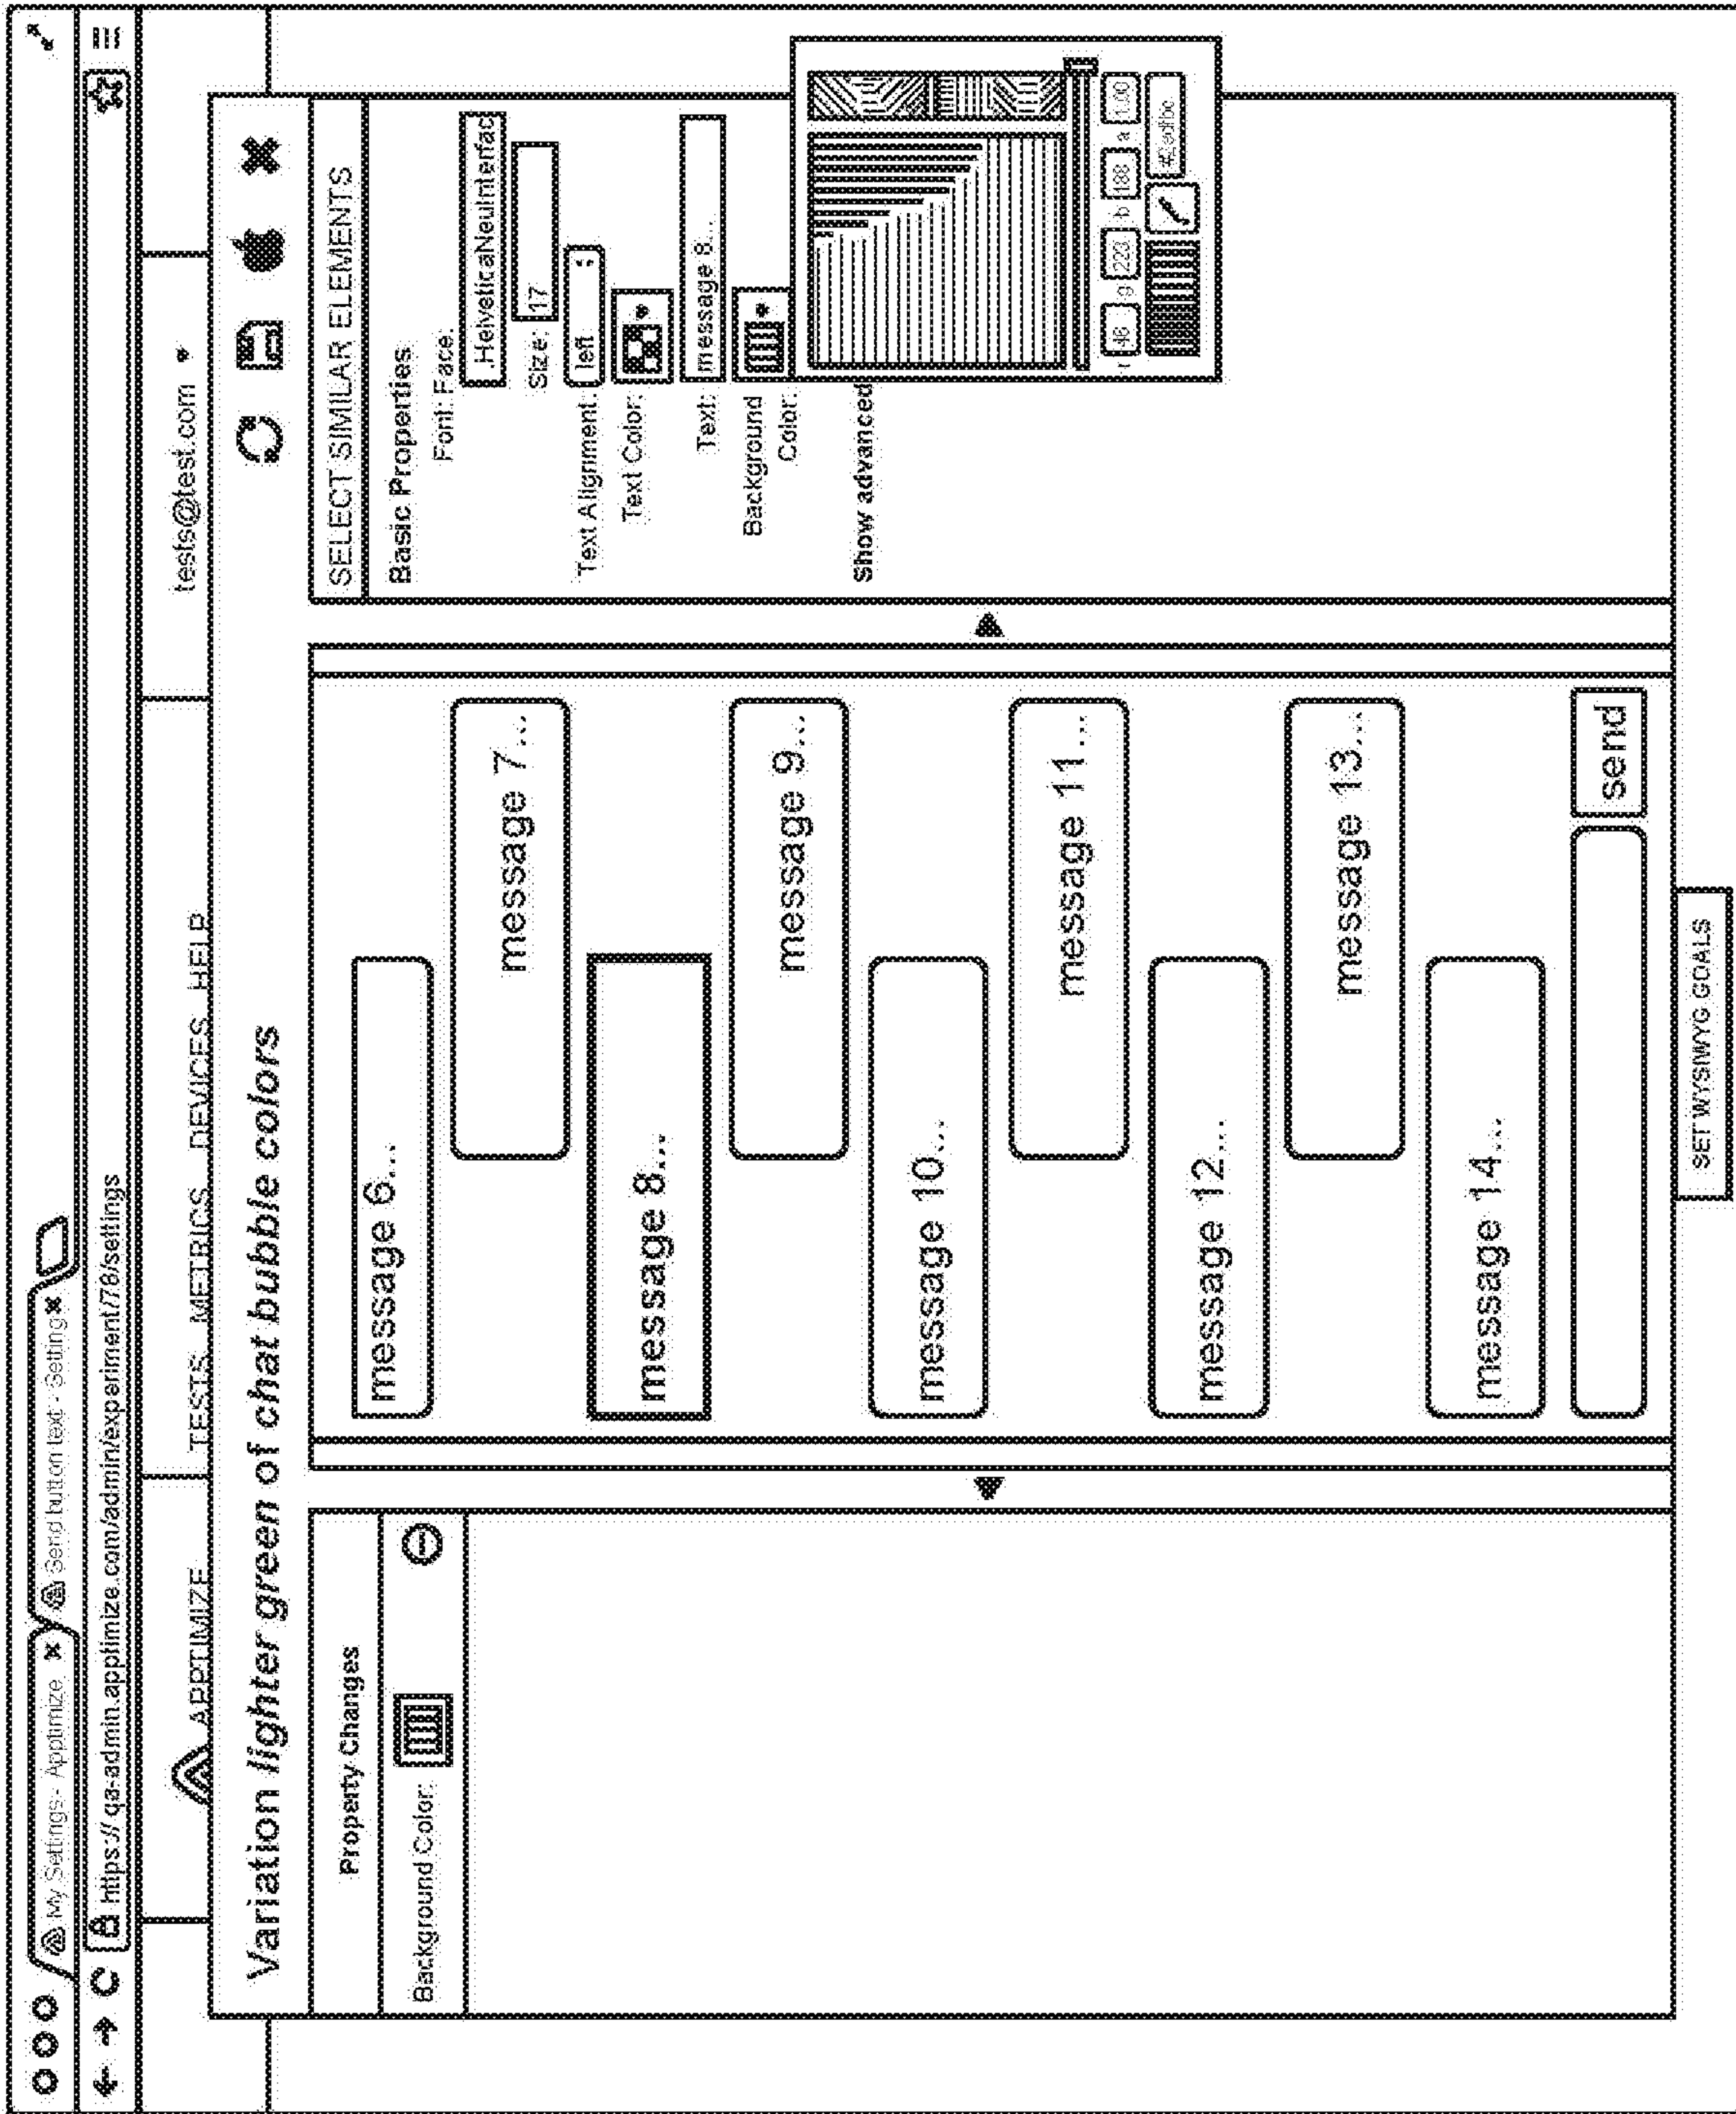 My Settings - Apptimize
Send button text - Setting
https://qa-admin.apptimize.com/admin/experiment/78/settings
APPTIMIZE
TESTS METRICS DEVICES HELP
tests@test.com
Variation lighter green of chat bubble colors
Property Changes
Background Color:
message 6...
message 7...
message 8...
message 9...
message 10...
message 11...
message 12...
message 13...
message 14...
send
SELECT SIMILAR ELEMENTS
Basic Properties
Font: Face:
.HelveticaNeuInterfac
Size: 17
Text Alignment: left
Text Color:
Text: message 8...
Background
Color:
Show advanced
r 46 g 223 b 188 a 1.00
SET WYSIWYG GOALS